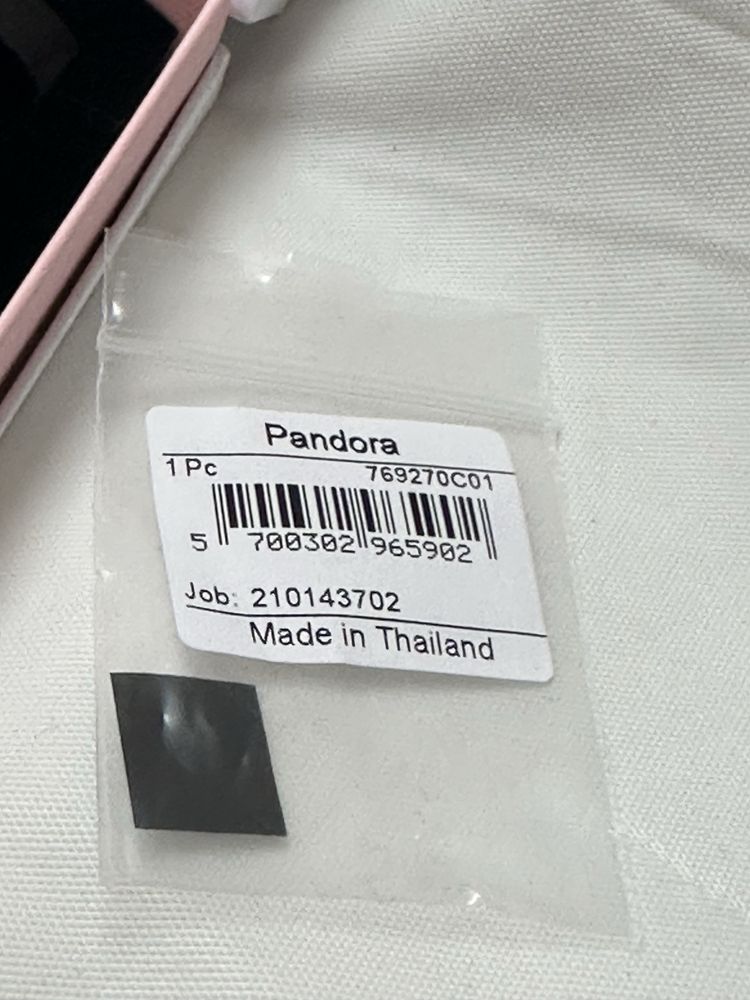 Pandora
1 Pc 769270C01
5 700302 965902
Job: 210143702
Made in Thailand